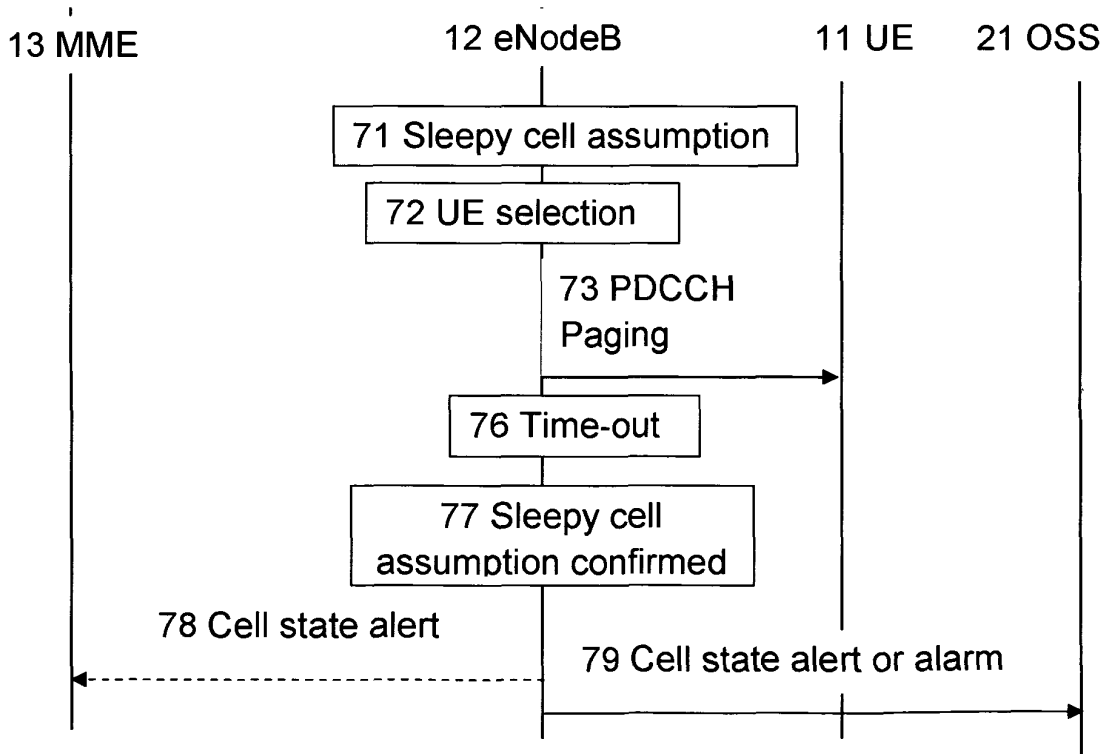 13 MME 12 eNodeB 11 UE 21 OSS
71 Sleepy cell assumption
72 UE selection
73 PDCCH
Paging
76 Time-out
77 Sleepy cell
assumption confirmed
78 Cell state alert
79 Cell state alert or alarm